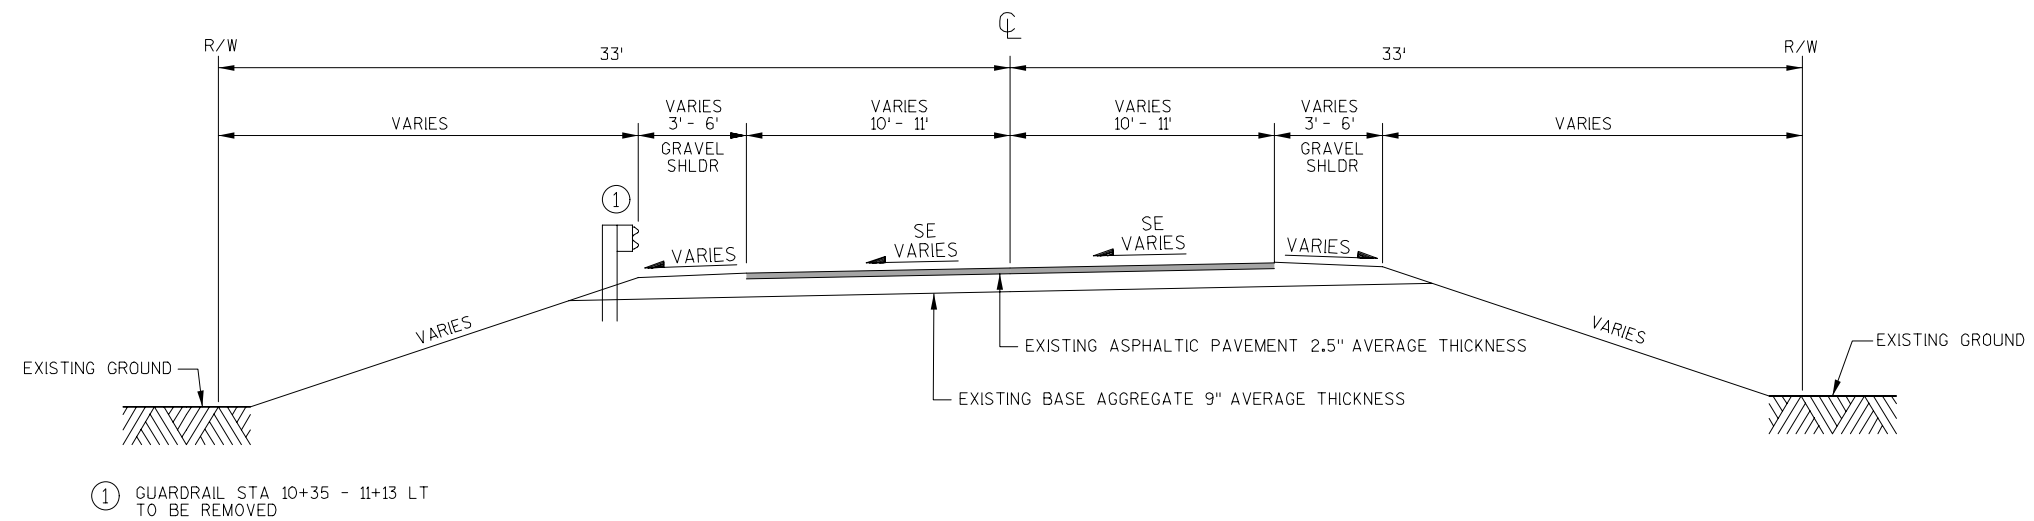 ℄
R/W
33'
33'
R/W
VARIES
VARIES
3' - 6'
GRAVEL
SHLDR
VARIES
10' - 11'
VARIES
10' - 11'
VARIES
3' - 6'
GRAVEL
SHLDR
VARIES
1
VARIES
SE
VARIES
SE
VARIES
VARIES
VARIES
VARIES
EXISTING GROUND
EXISTING GROUND
EXISTING ASPHALTIC PAVEMENT 2.5" AVERAGE THICKNESS
EXISTING BASE AGGREGATE 9" AVERAGE THICKNESS
1 GUARDRAIL STA 10+35 - 11+13 LT
TO BE REMOVED